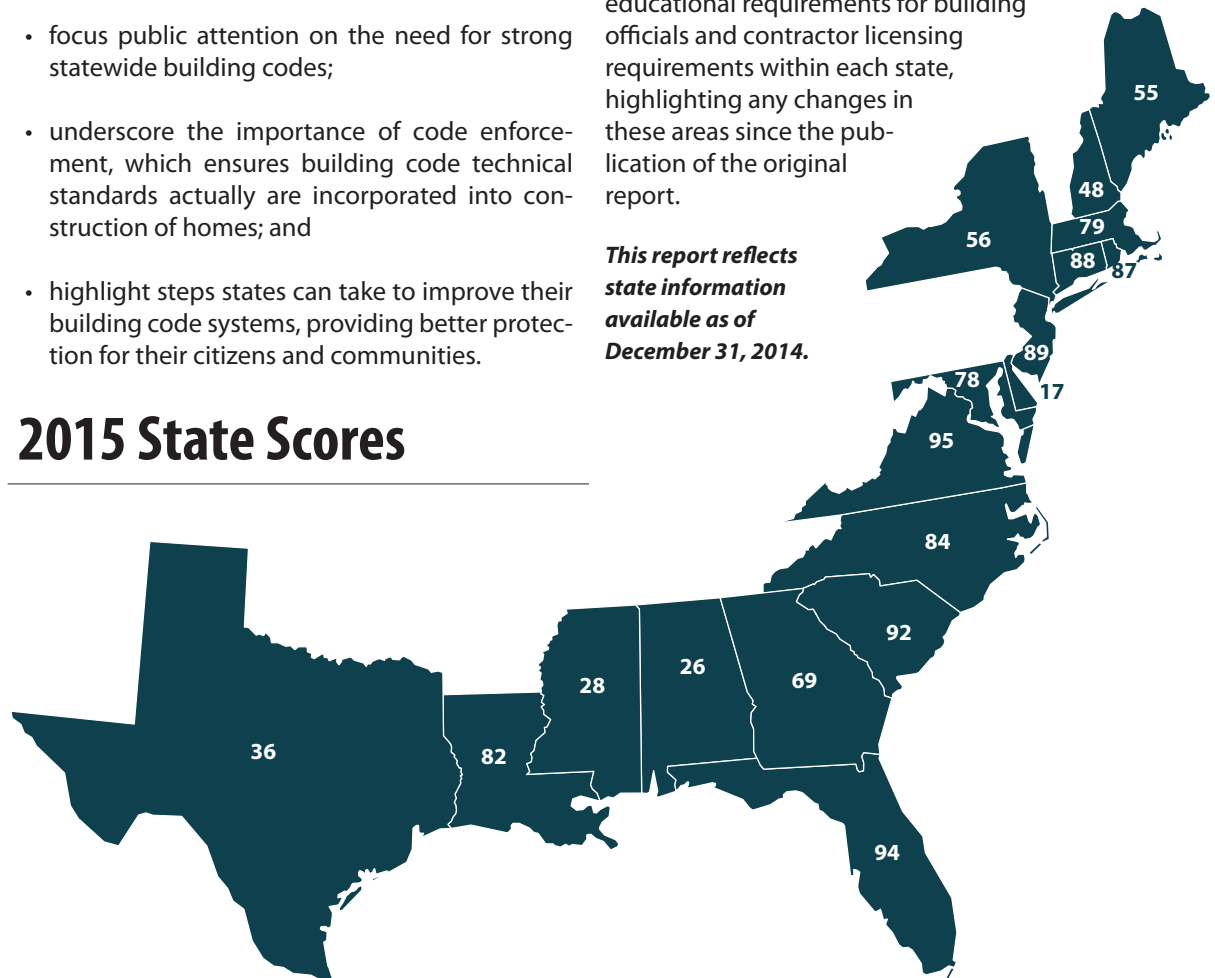 • focus public attention on the need for strong
statewide building codes;
• underscore the importance of code enforce-
ment, which ensures building code technical
standards actually are incorporated into con-
struction of homes; and
• highlight steps states can take to improve their
building code systems, providing better protec-
tion for their citizens and communities.
educational requirements for building
officials and contractor licensing
requirements within each state,
highlighting any changes in
these areas since the pub-
lication of the original
report.
This report reflects
state information
available as of
December 31, 2014.
2015 State Scores
55
48
79
56
88
87
89
78
17
95
84
92
28
26
69
36
82
94